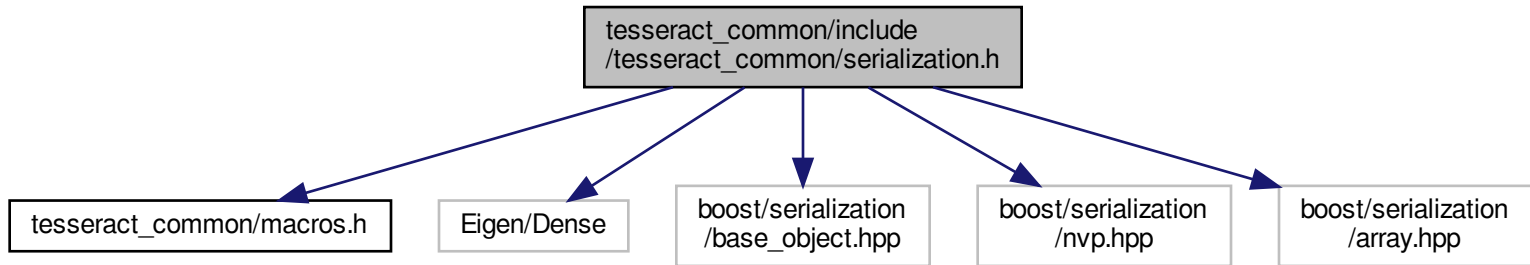 tesseract_common/include
/tesseract_common/serialization.h
tesseract_common/macros.h
Eigen/Dense
boost/serialization
/base_object.hpp
boost/serialization
/nvp.hpp
boost/serialization
/array.hpp